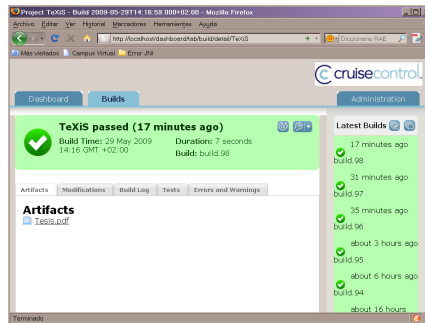 Project TeXiS - Build 2009-05-29T14:16:59.000+02:00 - Mozilla Firefox
Archivo Editar Ver Historial Marcadores Herramientas Ayuda
http://localhost/dashboard/tab/build/detail/TeXiS
Diccionario RAE
Más visitados Campus Virtual Error JNI
cruisecontrol
Dashboard Builds Administration
TeXiS passed (17 minutes ago)
Build Time: 29 May 2009 14:16 GMT +02:00
Duration: 7 seconds
Build: build.98
Artifacts Modifications Build Log Tests Errors and Warnings
Artifacts
Tesis.pdf
Latest Builds
17 minutes ago
build.98
31 minutes ago
build.97
35 minutes ago
build.96
about 3 hours ago
build.95
about 6 hours ago
build.94
about 16 hours
Terminado